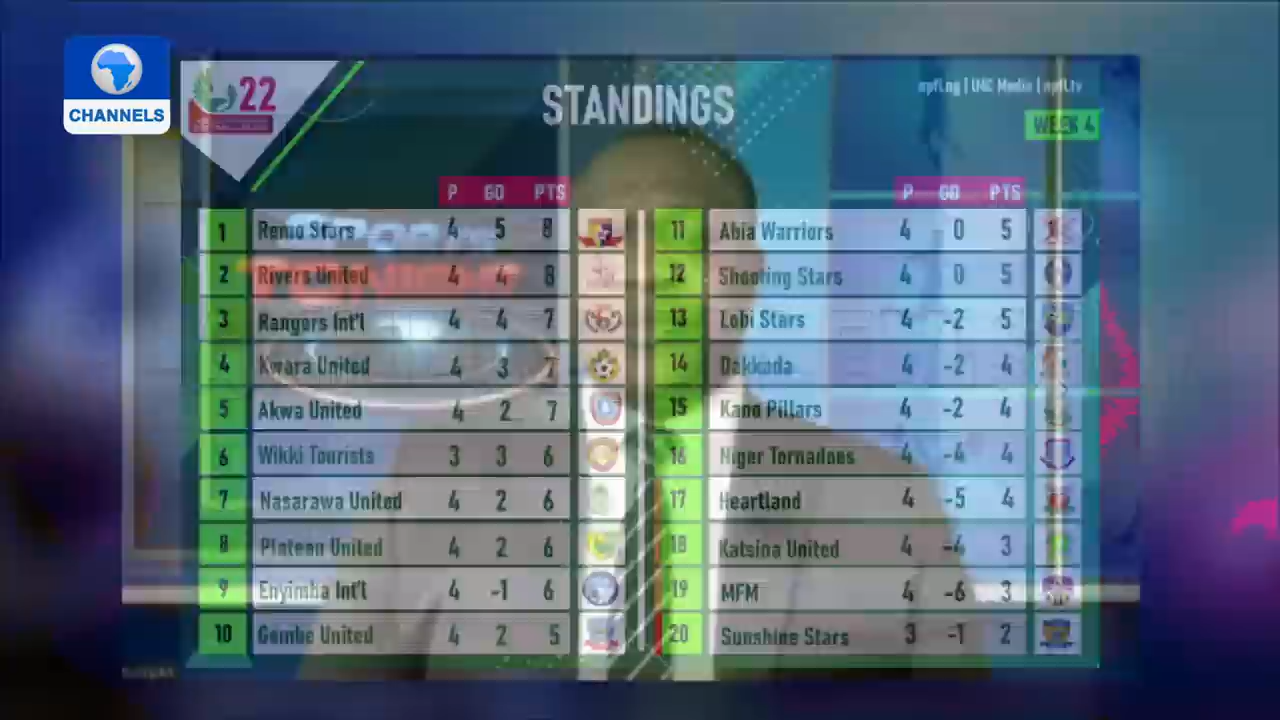 CHANNELS
22
STANDINGS
npfl.ng | LMC Media | npfl.tv
WEEK 4
P GD PTS
1 Remo Stars 4 5 8
2 Rivers United 4 4 8
3 Rangers Int'l 4 4 7
4 Kwara United 4 3 7
5 Akwa United 4 2 7
6 Wikki Tourists 3 3 6
7 Nasarawa United 4 2 6
8 Plateau United 4 2 6
9 Enyimba Int'l 4 -1 6
10 Gombe United 4 2 5
P GD PTS
11 Abia Warriors 4 0 5
12 Shooting Stars 4 0 5
13 Lobi Stars 4 -2 5
14 Dakkada 4 -2 4
15 Kano Pillars 4 -2 4
16 Niger Tornadoes 4 -4 4
17 Heartland 4 -5 4
18 Katsina United 4 -4 3
19 MFM 4 -6 3
20 Sunshine Stars 3 -1 2
SPORTS
TONIGHT